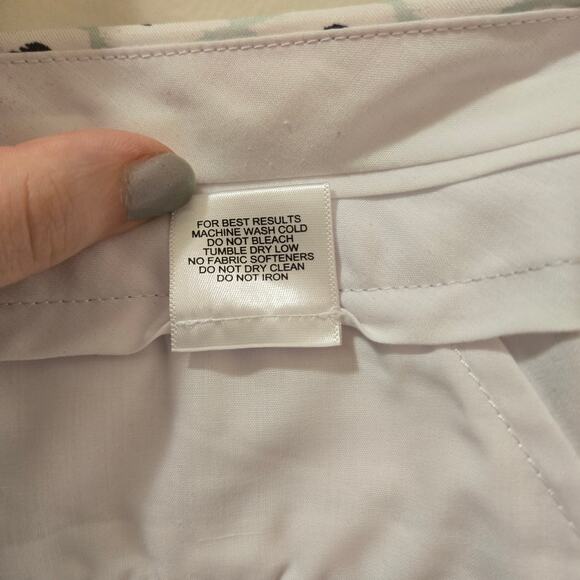 FOR BEST RESULTS
MACHINE WASH COLD
DO NOT BLEACH
TUMBLE DRY LOW
NO FABRIC SOFTENERS
DO NOT DRY CLEAN
DO NOT IRON